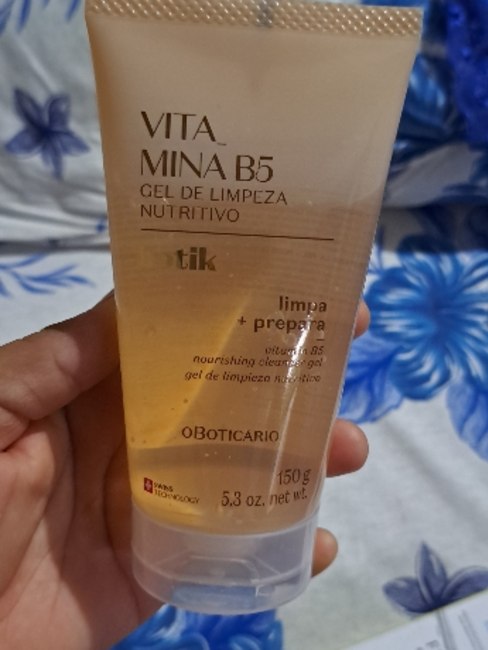 VITA_
MINA B5
GEL DE LIMPEZA
NUTRITIVO
tik
limpa
+ prepara
vitamin B5
nourishing cleanser gel
gel de limpieza nutritivo
OBOTICARIO
150 g
5,3 oz. net wt.
SWISS
TECHNOLOGY